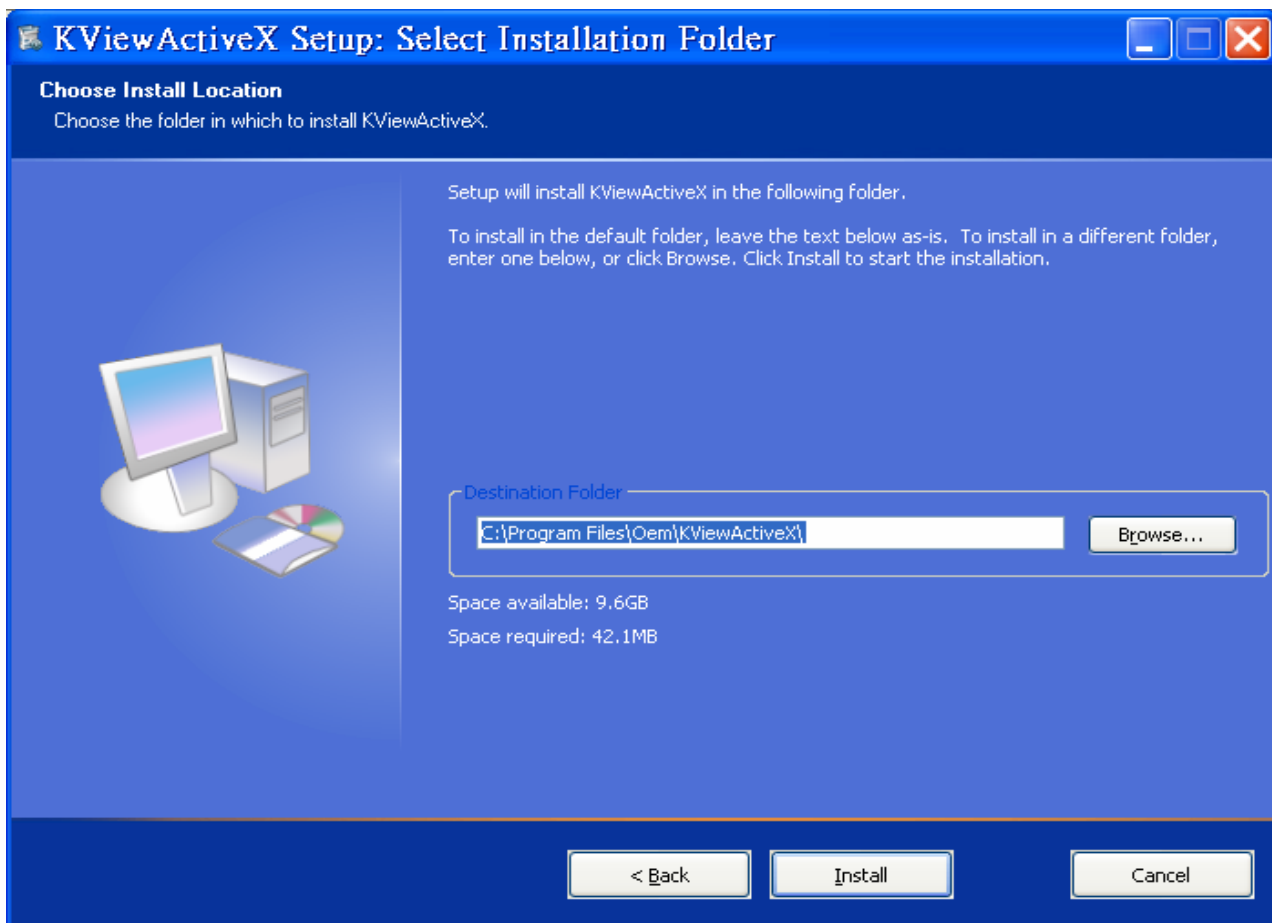 KViewActiveX Setup: Select Installation Folder
Choose Install Location
Choose the folder in which to install KViewActiveX.
Setup will install KViewActiveX in the following folder.
To install in the default folder, leave the text below as-is.  To install in a different folder,
enter one below, or click Browse. Click Install to start the installation.
Destination Folder
C:\Program Files\Oem\KViewActiveX\
Browse...
Space available: 9.6GB
Space required: 42.1MB
< Back
Install
Cancel